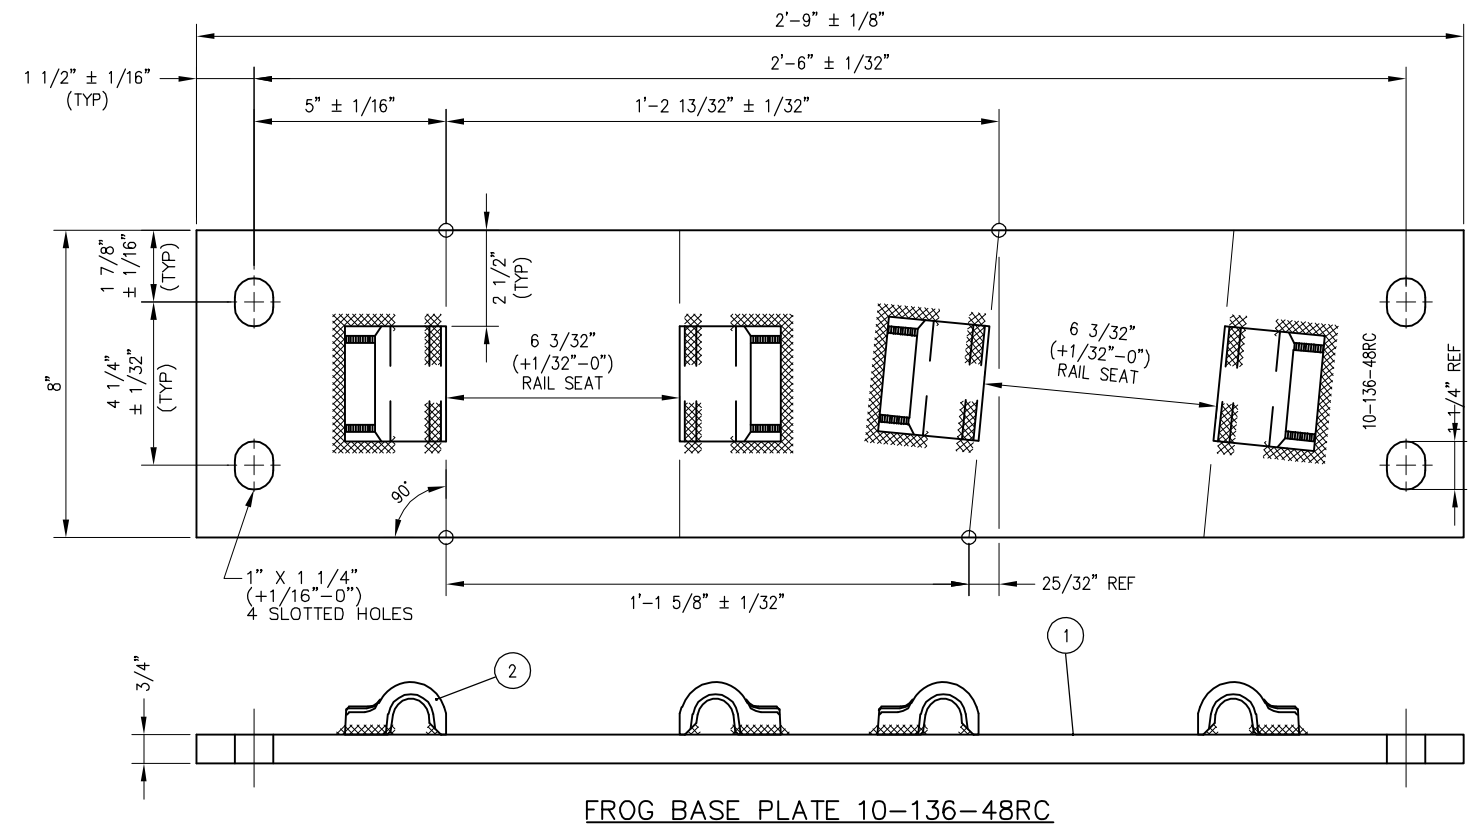 2'-9" ± 1/8"
2'-6" ± 1/32"
1 1/2" ± 1/16"
(TYP)
5" ± 1/16"
1'-2 13/32" ± 1/32"
1 7/8"
± 1/16"
(TYP)
2 1/2"
(TYP)
8"
4 1/4"
± 1/32"
(TYP)
6 3/32"
(+1/32"-0")
RAIL SEAT
6 3/32"
(+1/32"-0")
RAIL SEAT
10-136-48RC
1 1/4" REF
90°
1" X 1 1/4"
(+1/16"-0")
4 SLOTTED HOLES
1'-1 5/8" ± 1/32"
25/32" REF
1
2
3/4"
FROG BASE PLATE 10-136-48RC